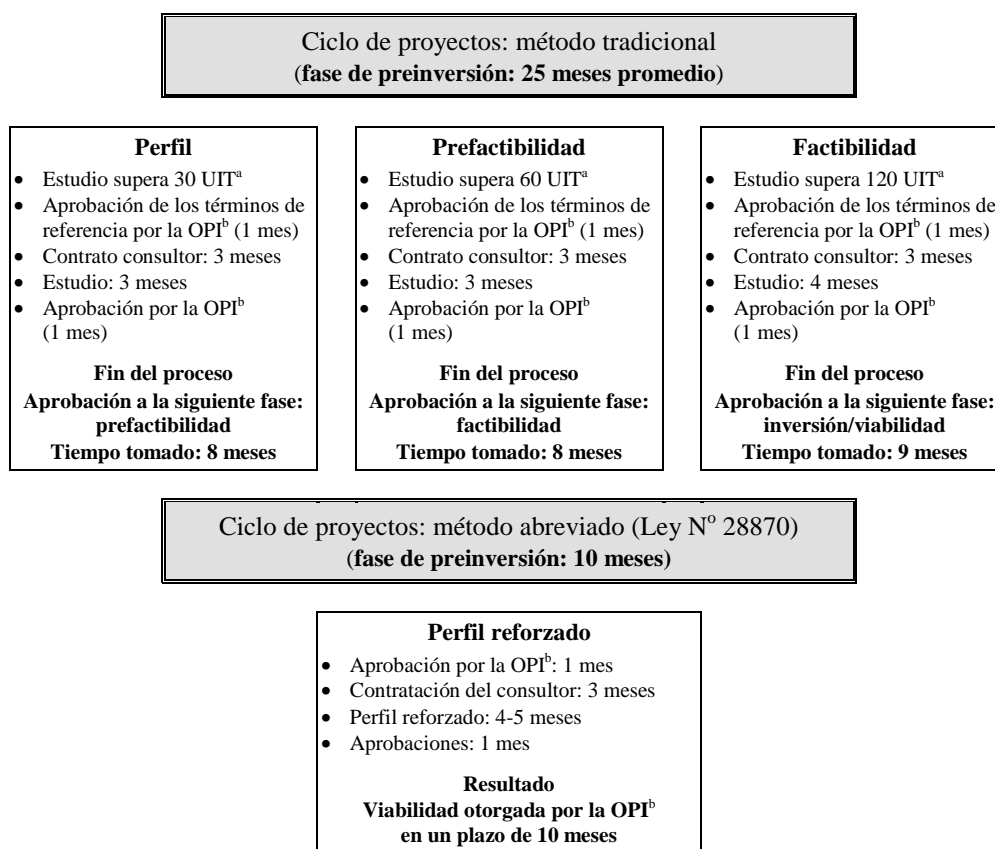 Ciclo de proyectos: método tradicional
(fase de preinversión: 25 meses promedio)
Perfil
• Estudio supera 30 UITª
• Aprobación de los términos de
referencia por la OPIᵇ (1 mes)
• Contrato consultor: 3 meses
• Estudio: 3 meses
• Aprobación por la OPIᵇ
(1 mes)
Fin del proceso
Aprobación a la siguiente fase:
prefactibilidad
Tiempo tomado: 8 meses
Prefactibilidad
• Estudio supera 60 UITª
• Aprobación de los términos de
referencia por la OPIᵇ (1 mes)
• Contrato consultor: 3 meses
• Estudio: 3 meses
• Aprobación por la OPIᵇ
(1 mes)
Fin del proceso
Aprobación a la siguiente fase:
factibilidad
Tiempo tomado: 8 meses
Factibilidad
• Estudio supera 120 UITª
• Aprobación de los términos de
referencia por la OPIᵇ (1 mes)
• Contrato consultor: 3 meses
• Estudio: 4 meses
• Aprobación por la OPIᵇ
(1 mes)
Fin del proceso
Aprobación a la siguiente fase:
inversión/viabilidad
Tiempo tomado: 9 meses
Ciclo de proyectos: método abreviado (Ley Nº 28870)
(fase de preinversión: 10 meses)
Perfil reforzado
• Aprobación por la OPIᵇ: 1 mes
• Contratación del consultor: 3 meses
• Perfil reforzado: 4-5 meses
• Aprobaciones: 1 mes
Resultado
Viabilidad otorgada por la OPIᵇ
en un plazo de 10 meses